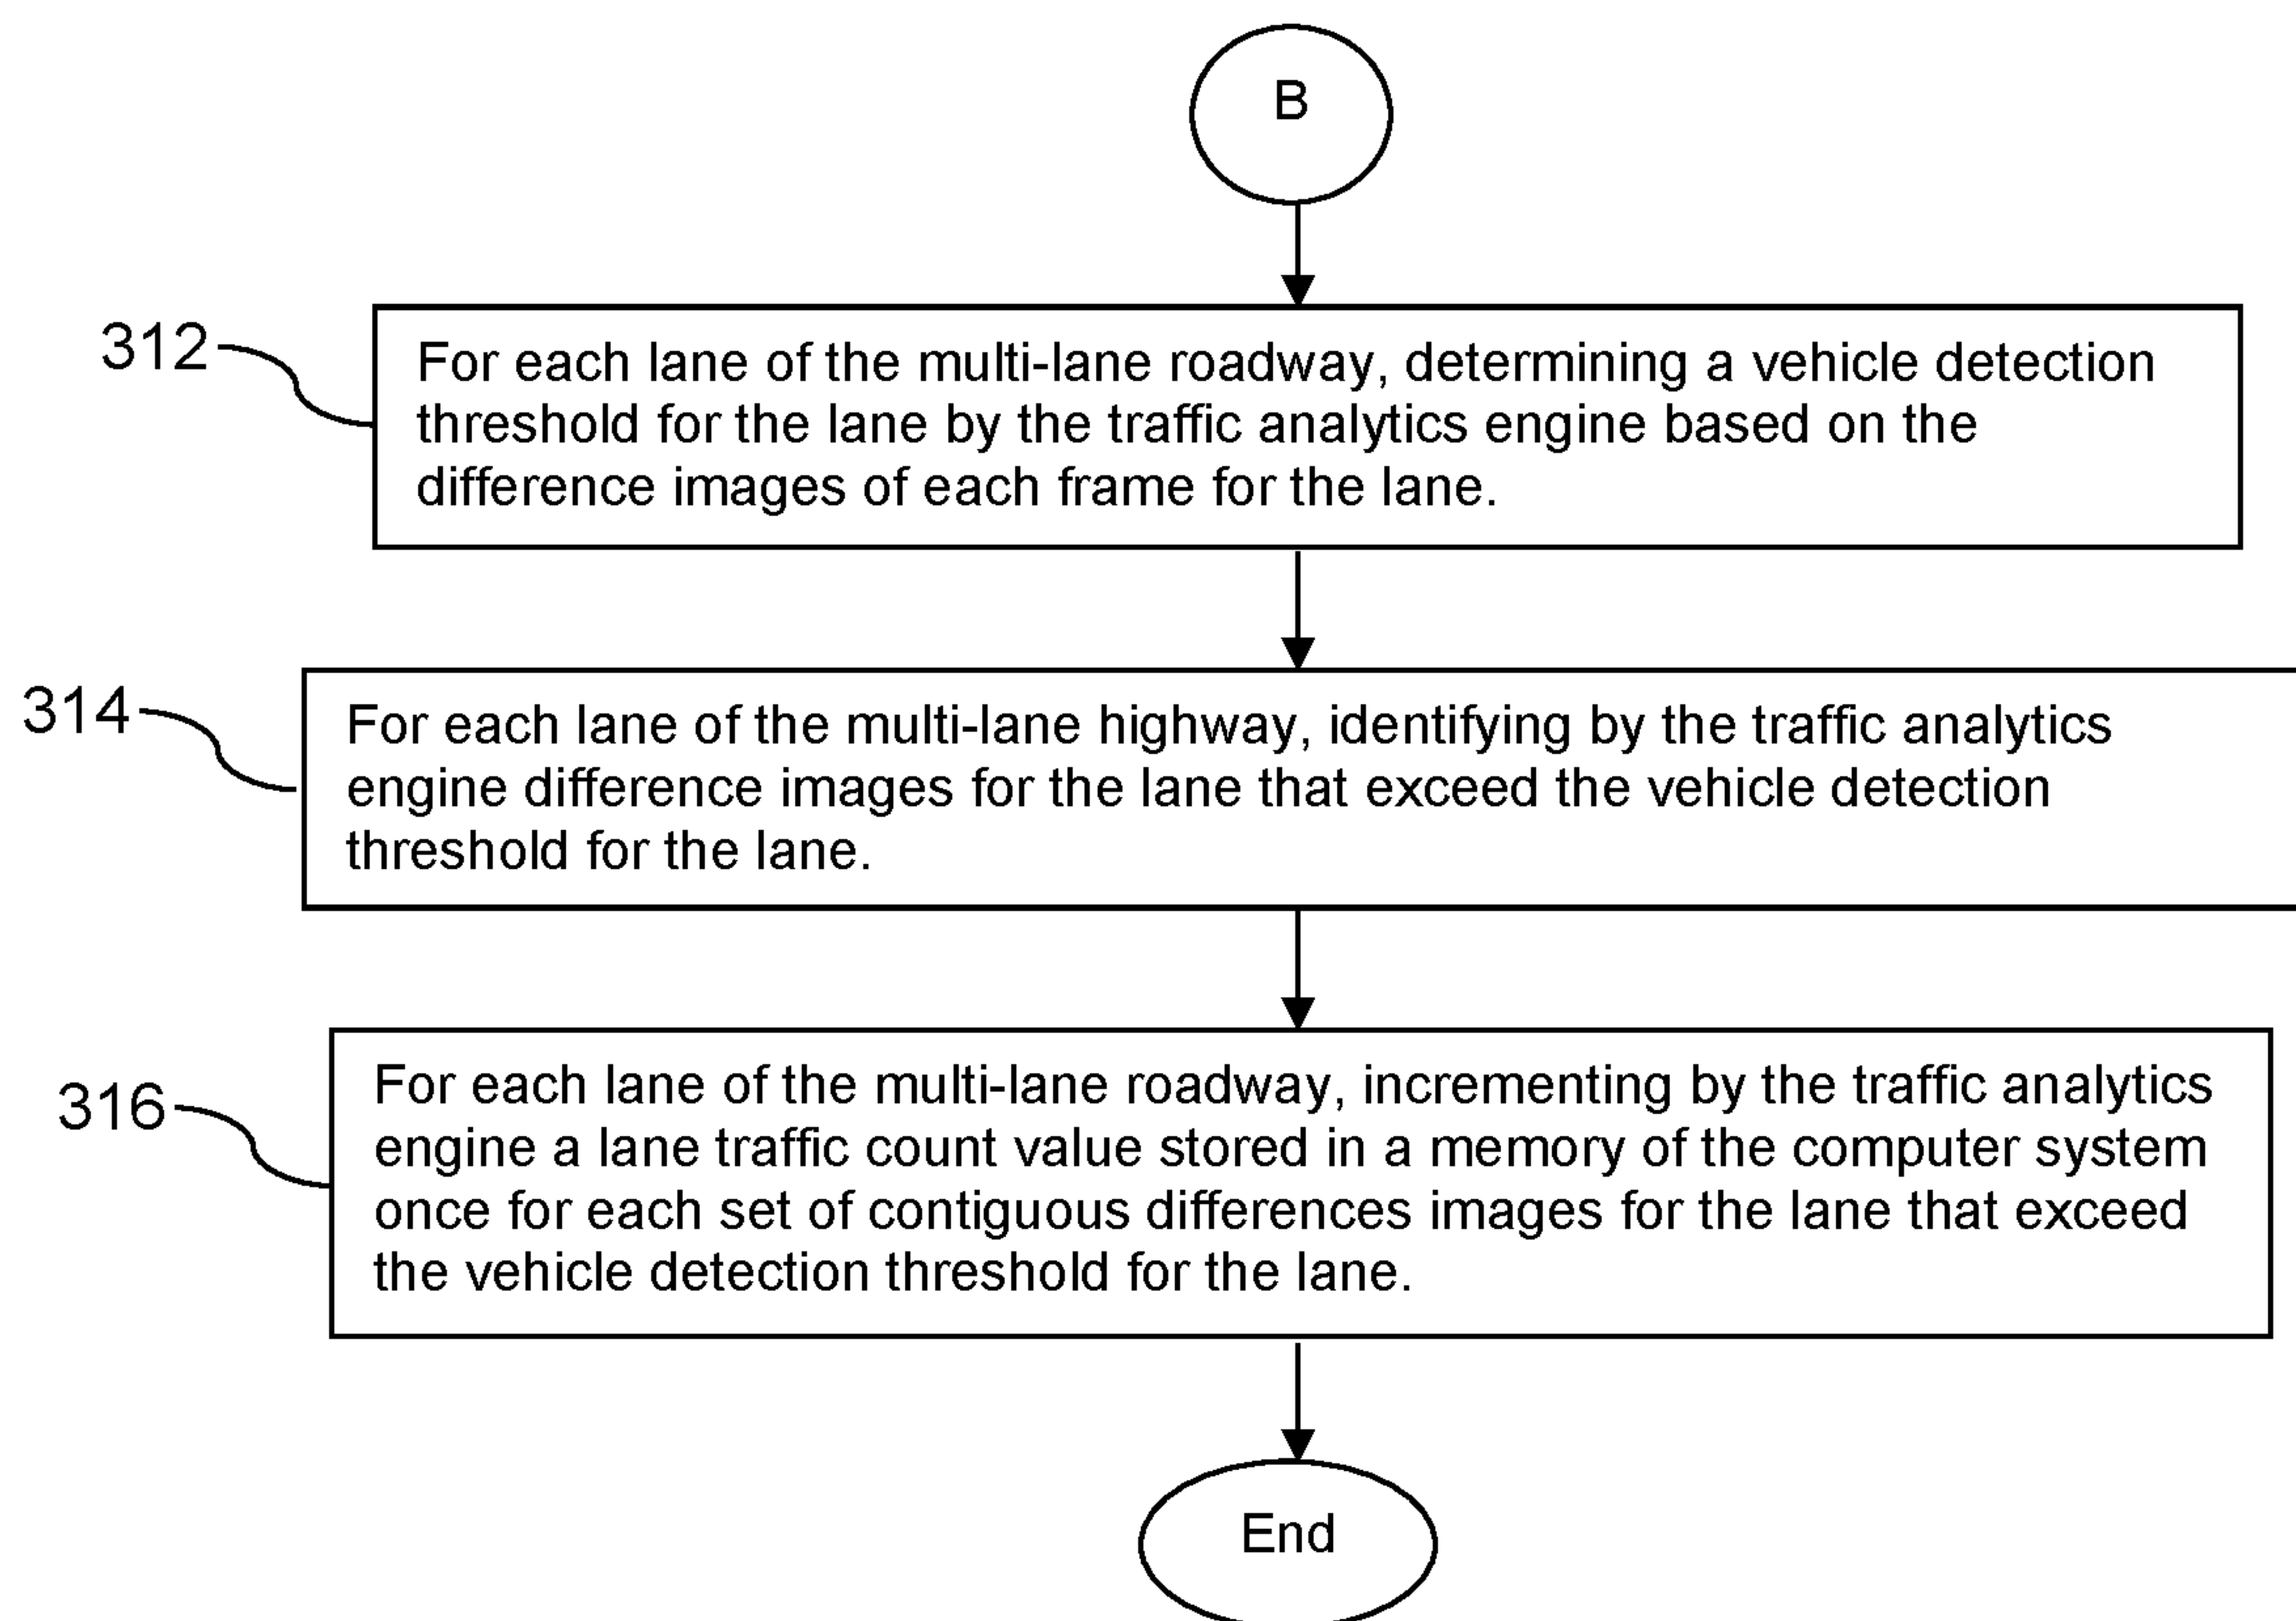 B
312
For each lane of the multi-lane roadway, determining a vehicle detection
threshold for the lane by the traffic analytics engine based on the
difference images of each frame for the lane.
314
For each lane of the multi-lane highway, identifying by the traffic analytics
engine difference images for the lane that exceed the vehicle detection
threshold for the lane.
316
For each lane of the multi-lane roadway, incrementing by the traffic analytics
engine a lane traffic count value stored in a memory of the computer system
once for each set of contiguous differences images for the lane that exceed
the vehicle detection threshold for the lane.
End